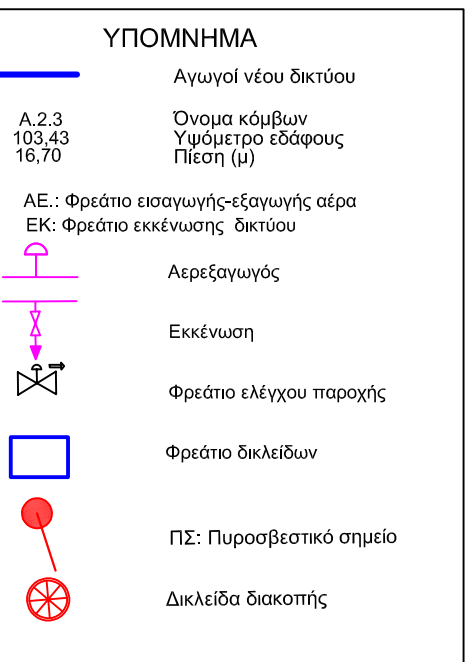 ΥΠΟΜΝΗΜΑ
Αγωγοί νέου δικτύου
Α.2.3 Όνομα κόμβων
103,43 Υψόμετρο εδάφους
16,70 Πίεση (μ)
ΑΕ.: Φρεάτιο εισαγωγής-εξαγωγής αέρα
ΕΚ: Φρεάτιο εκκένωσης δικτύου
Αερεξαγωγός
Εκκένωση
Φρεάτιο ελέγχου παροχής
Φρεάτιο δικλείδων
ΠΣ: Πυροσβεστικό σημείο
Δικλείδα διακοπής